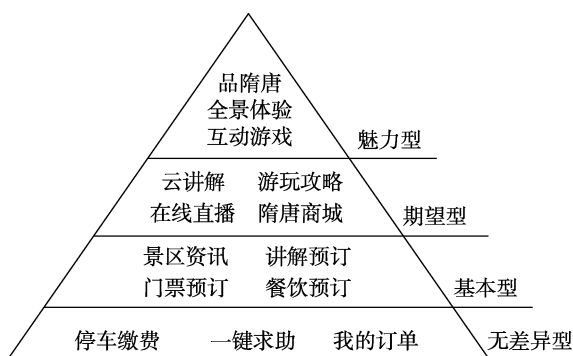 品隋唐
全景体验
互动游戏
魅力型
云讲解 游玩攻略
在线直播 隋唐商城
期望型
景区资讯 讲解预订
门票预订 餐饮预订
基本型
停车缴费 一键求助 我的订单 无差异型